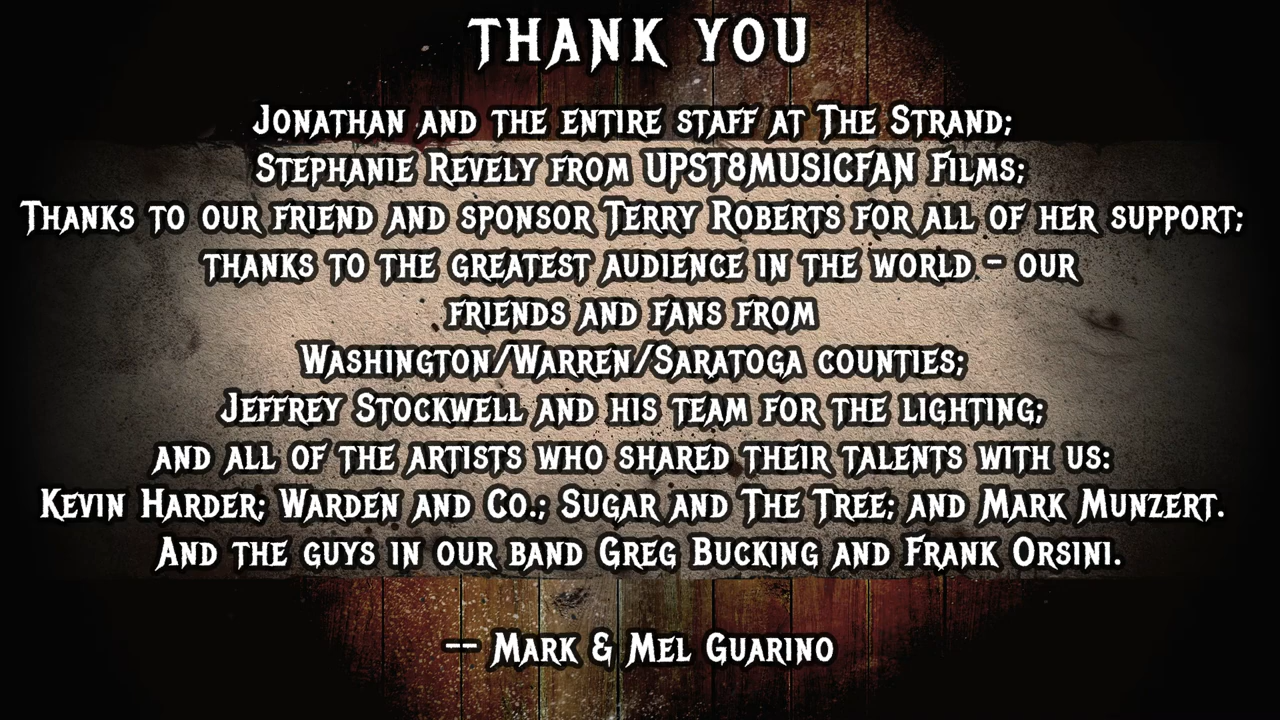 THANK YOU
Jonathan and the entire staff at The Strand;
Stephanie Revely from UPST8MUSICFAN Films;
Thanks to our friend and sponsor Terry Roberts for all of her support;
thanks to the greatest audience in the world - our
friends and fans from
Washington/Warren/Saratoga counties;
Jeffrey Stockwell and his team for the lighting;
and all of the artists who shared their talents with us:
Kevin Harder; Warden and Co.; Sugar and The Tree; and Mark Munzert.
And the guys in our band Greg Bucking and Frank Orsini.
-- Mark & Mel Guarino